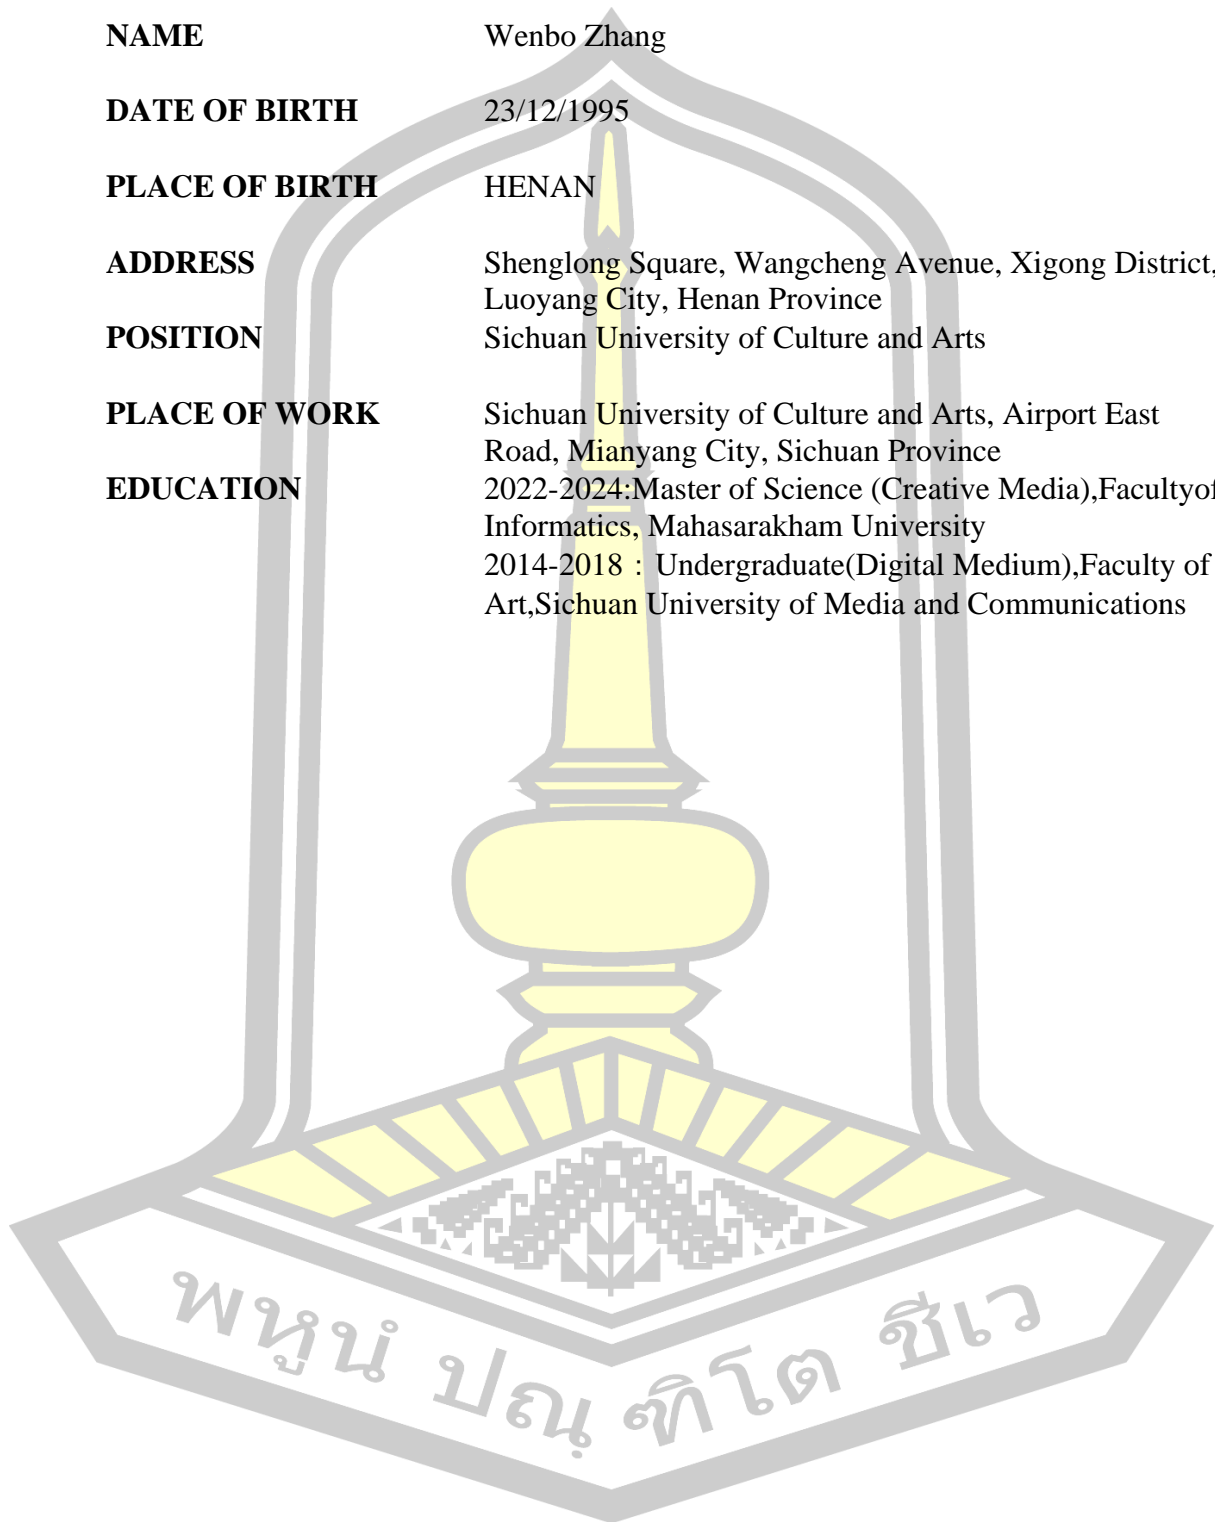 NAME Wenbo Zhang
DATE OF BIRTH 23/12/1995
PLACE OF BIRTH HENAN
ADDRESS Shenglong Square, Wangcheng Avenue, Xigong District,
Luoyang City, Henan Province
POSITION Sichuan University of Culture and Arts
PLACE OF WORK Sichuan University of Culture and Arts, Airport East
Road, Mianyang City, Sichuan Province
EDUCATION 2022-2024:Master of Science (Creative Media),Facultyof
Informatics, Mahasarakham University
2014-2018：Undergraduate(Digital Medium),Faculty of
Art,Sichuan University of Media and Communications
พหูนํ ปณฺฑิโต ชีเว